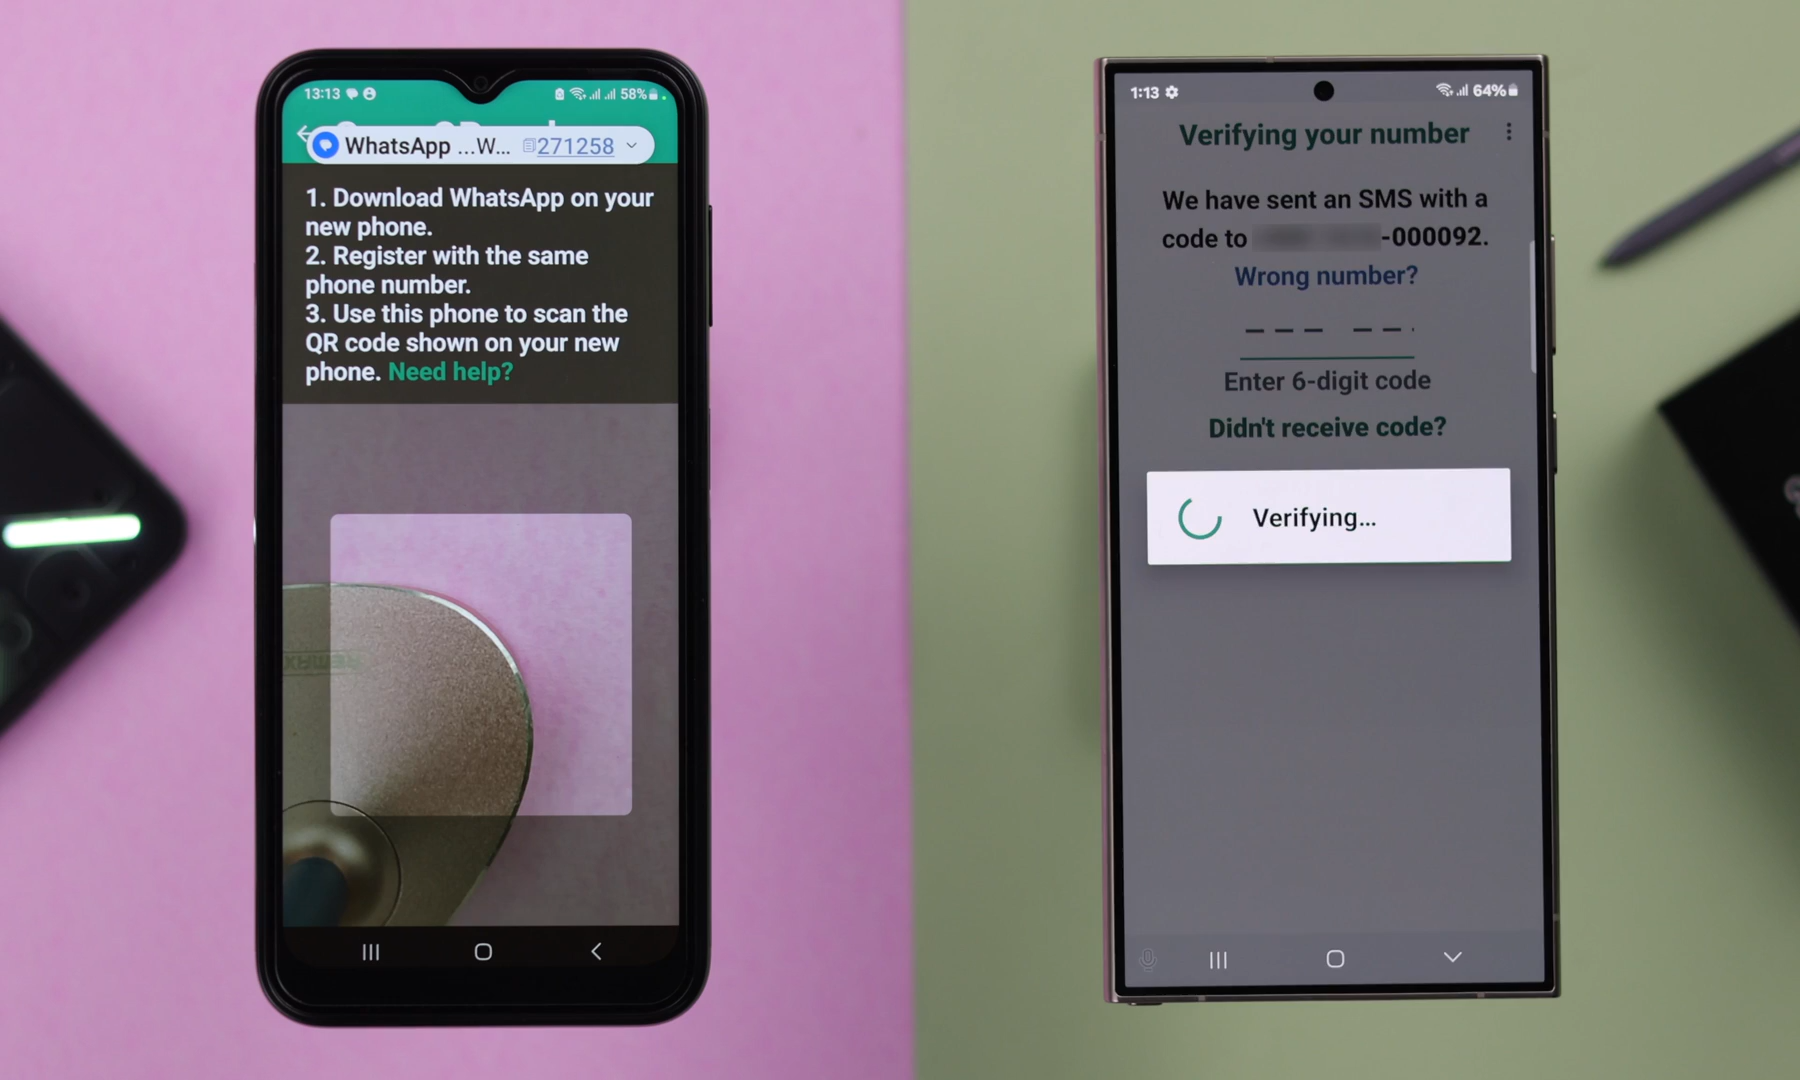 13:13
58%
WhatsApp ...W... 271258
1. Download WhatsApp on your
new phone.
2. Register with the same
phone number.
3. Use this phone to scan the
QR code shown on your new
phone. Need help?
1:13
64%
Verifying your number
We have sent an SMS with a
code to -000092.
Wrong number?
Enter 6-digit code
Didn't receive code?
Verifying...